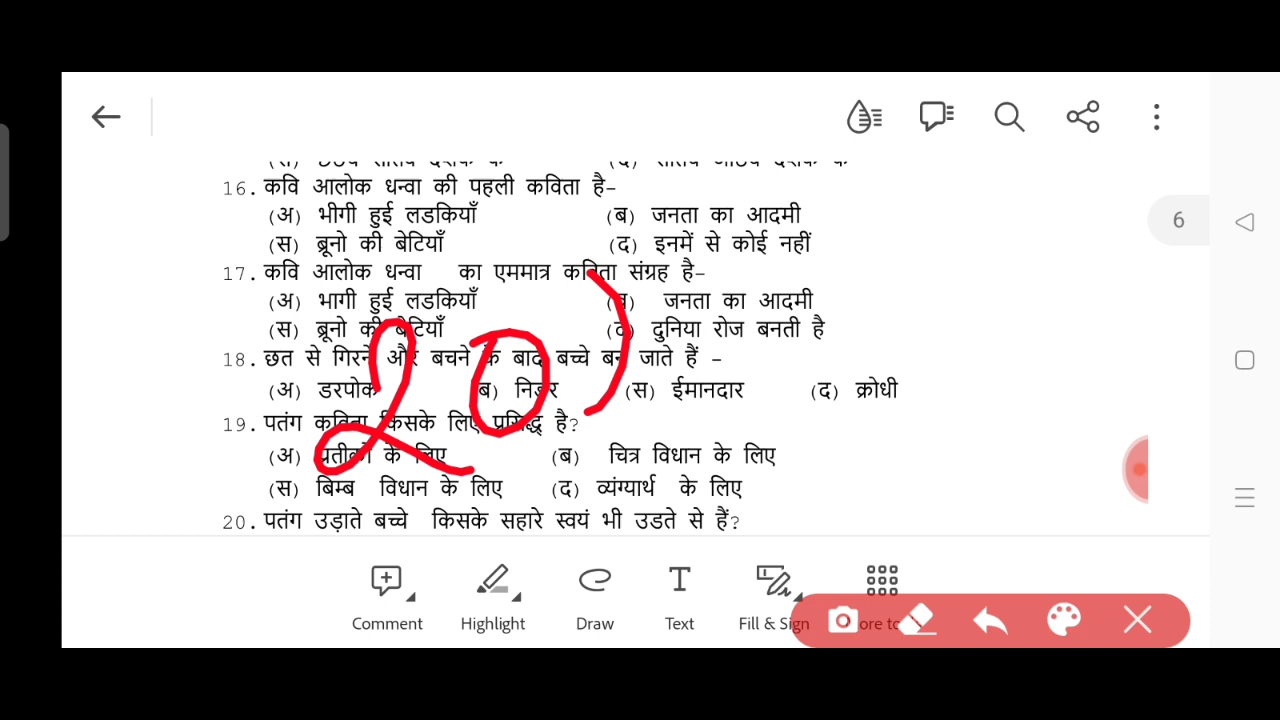 16. कवि आलोक धन्वा की पहली कविता है-
(अ) भीगी हुई लडकियाँ (ब) जनता का आदमी
(स) ब्रूनो की बेटियाँ (द) इनमें से कोई नहीं
17. कवि आलोक धन्वा का एममात्र कविता संग्रह है-
(अ) भागी हुई लडकियाँ (ब) जनता का आदमी
(स) ब्रूनो की बेटियाँ (द) दुनिया रोज बनती है
18. छत से गिरने और बचने के बाद बच्चे बन जाते हैं -
(अ) डरपोक ब) निडर (स) ईमानदार (द) क्रोधी
19. पतंग कविता किसके लिए प्रसिद्ध है?
(अ) प्रतीकों के लिए (ब) चित्र विधान के लिए
(स) बिम्ब विधान के लिए (द) व्यंग्यार्थ के लिए
20. पतंग उड़ाते बच्चे किसके सहारे स्वयं भी उडते से हैं?
20)
6
Comment Highlight Draw Text Fill & Sign